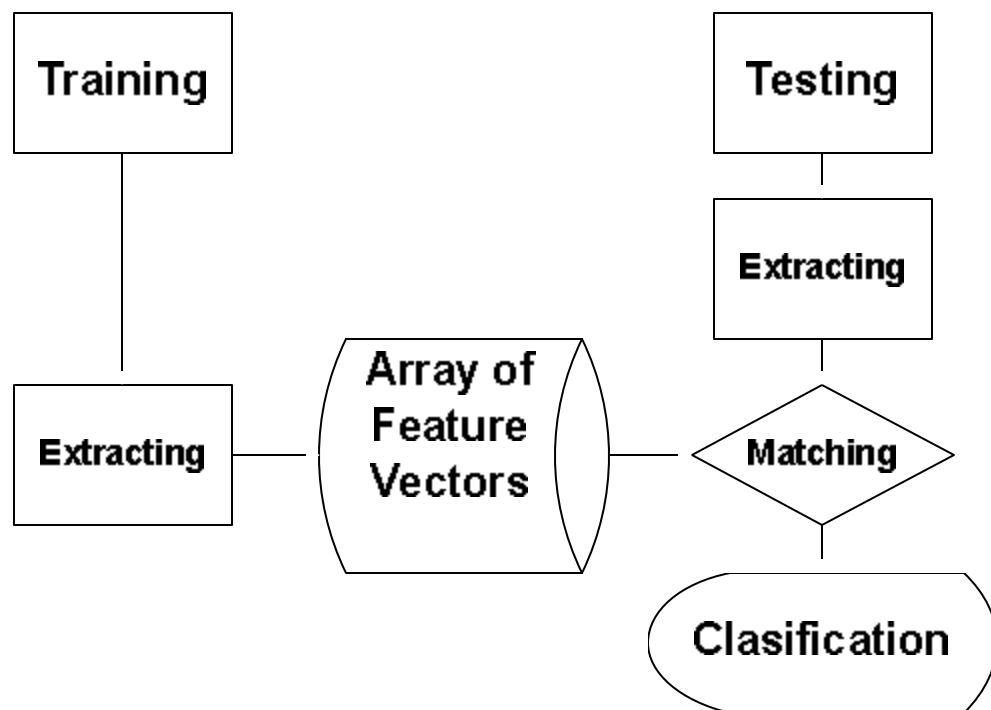 Training
Testing
Extracting
Extracting
Array of
Feature
Vectors
Matching
Clasification